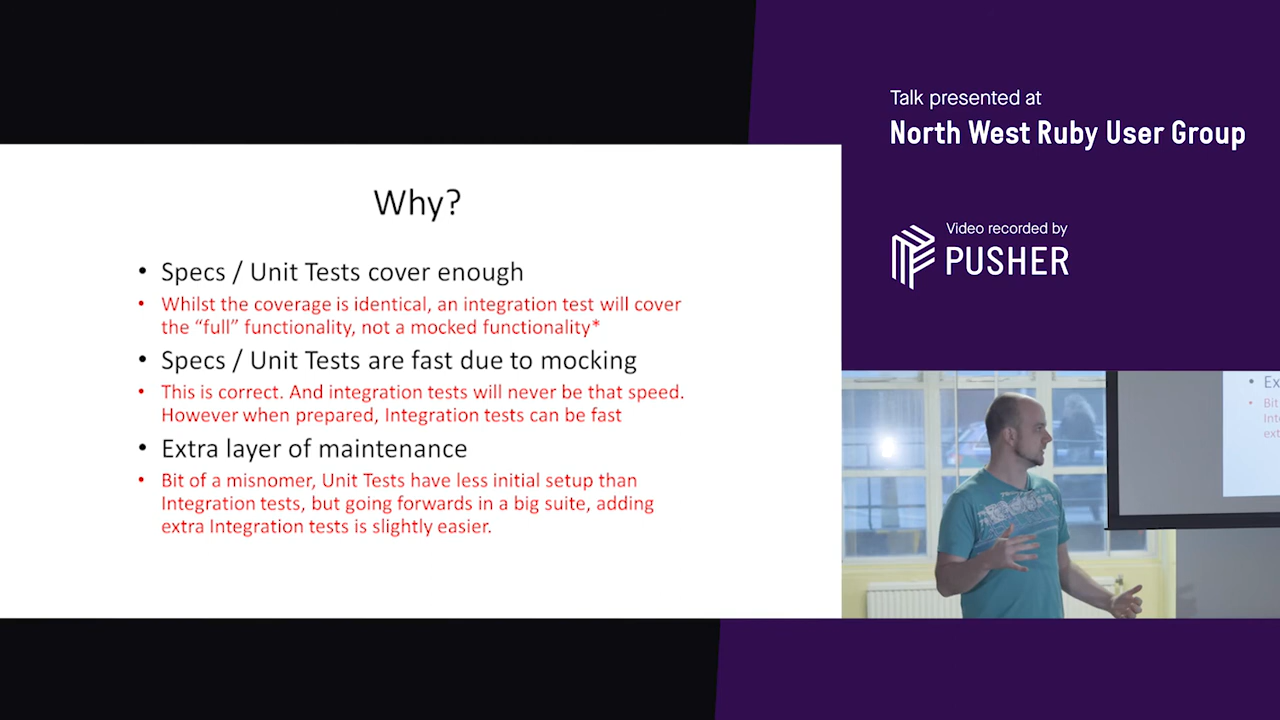 Talk presented at
North West Ruby User Group
Video recorded by
PUSHER
Why?
• Specs / Unit Tests cover enough
• Whilst the coverage is identical, an integration test will cover
the “full” functionality, not a mocked functionality*
• Specs / Unit Tests are fast due to mocking
• This is correct. And integration tests will never be that speed.
However when prepared, Integration tests can be fast
• Extra layer of maintenance
• Bit of a misnomer, Unit Tests have less initial setup than
Integration tests, but going forwards in a big suite, adding
extra Integration tests is slightly easier.
• Ex
• Bit
Inte
ext